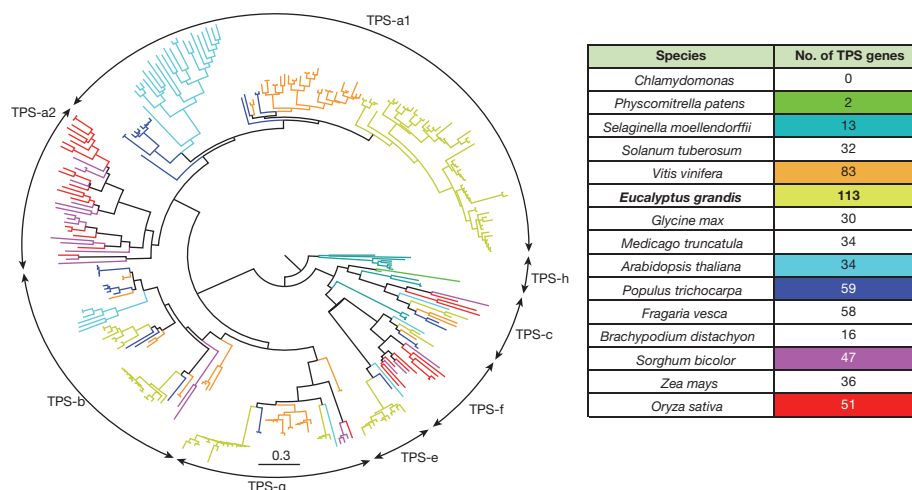 TPS-a1
TPS-a2
TPS-h
TPS-c
TPS-f
TPS-e
TPS-g
TPS-b
0.3
Species No. of TPS genes
Chlamydomonas 0
Physcomitrella patens 2
Selaginella moellendorffii 13
Solanum tuberosum 32
Vitis vinifera 83
Eucalyptus grandis 113
Glycine max 30
Medicago truncatula 34
Arabidopsis thaliana 34
Populus trichocarpa 59
Fragaria vesca 58
Brachypodium distachyon 16
Sorghum bicolor 47
Zea mays 36
Oryza sativa 51